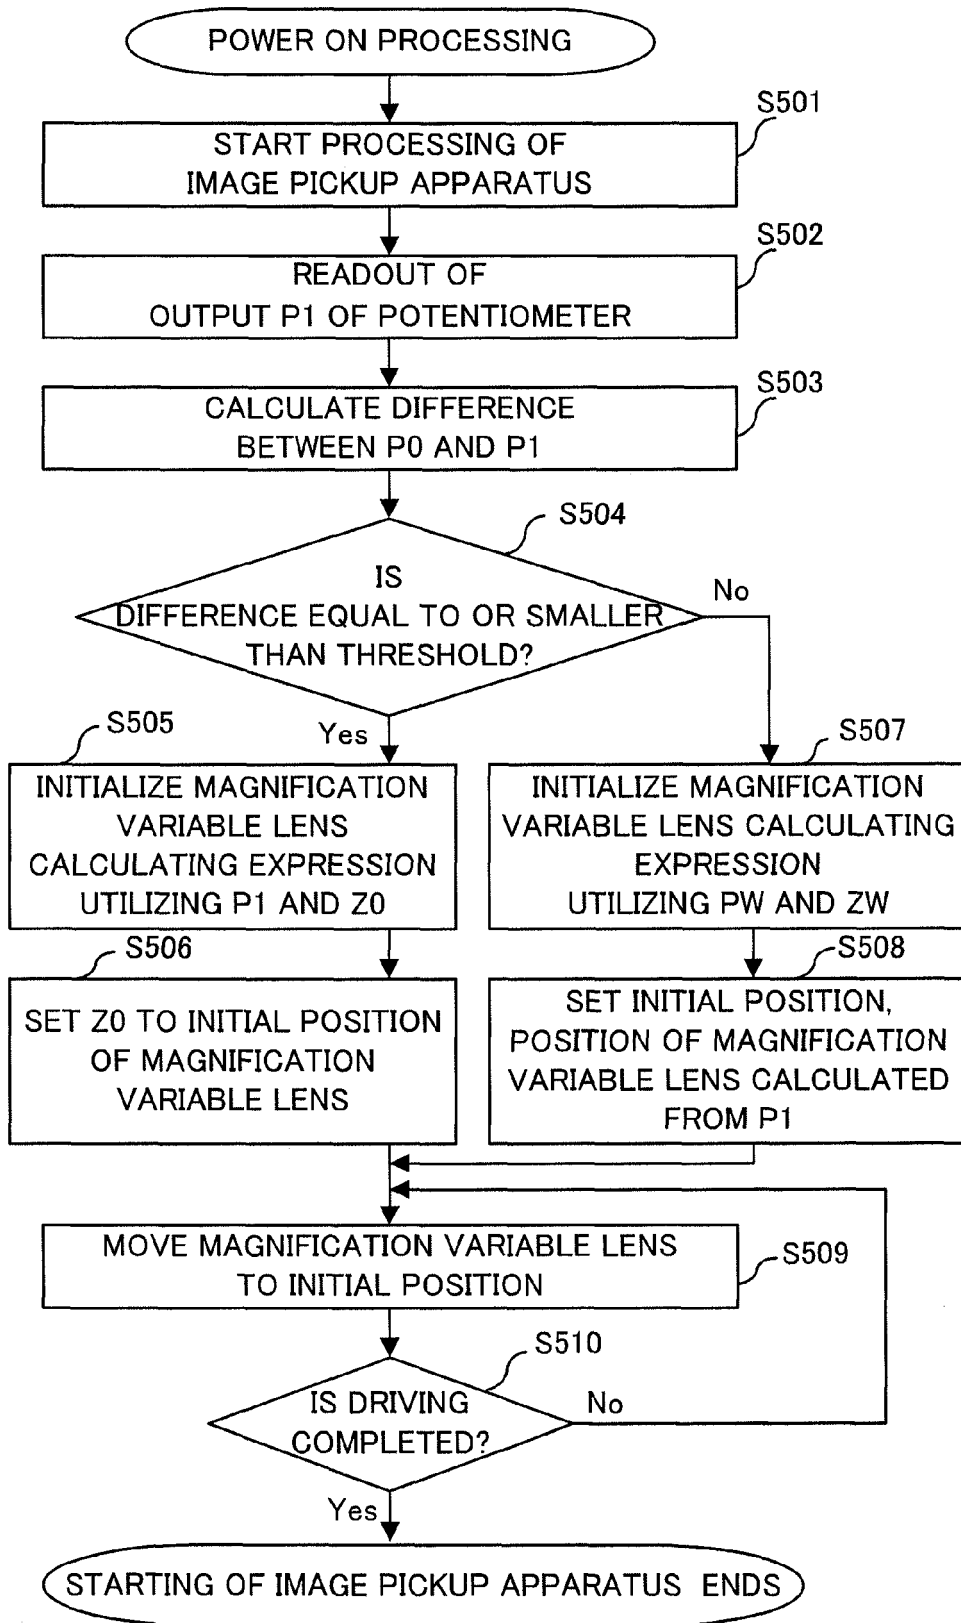 POWER ON PROCESSING
S501
START PROCESSING OF
IMAGE PICKUP APPARATUS
S502
READOUT OF
OUTPUT P1 OF POTENTIOMETER
S503
CALCULATE DIFFERENCE
BETWEEN P0 AND P1
S504
IS
DIFFERENCE EQUAL TO OR SMALLER
THAN THRESHOLD?
No
Yes
S505
INITIALIZE MAGNIFICATION
VARIABLE LENS
CALCULATING EXPRESSION
UTILIZING P1 AND Z0
S507
INITIALIZE MAGNIFICATION
VARIABLE LENS CALCULATING
EXPRESSION
UTILIZING PW AND ZW
S506
SET Z0 TO INITIAL POSITION
OF MAGNIFICATION
VARIABLE LENS
S508
SET INITIAL POSITION,
POSITION OF MAGNIFICATION
VARIABLE LENS CALCULATED
FROM P1
MOVE MAGNIFICATION VARIABLE LENS
TO INITIAL POSITION
S509
S510
IS DRIVING
COMPLETED?
No
Yes
STARTING OF IMAGE PICKUP APPARATUS ENDS